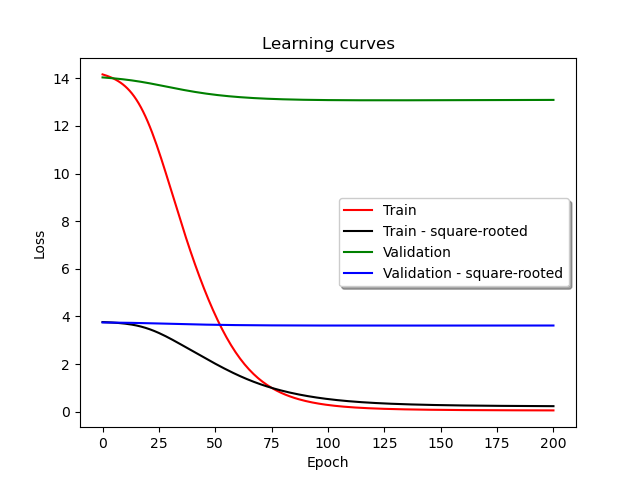 Learning curves
14
12
10
8
6
4
2
0
Loss
Train
Train - square-rooted
Validation
Validation - square-rooted
0 25 50 75 100 125 150 175 200
Epoch